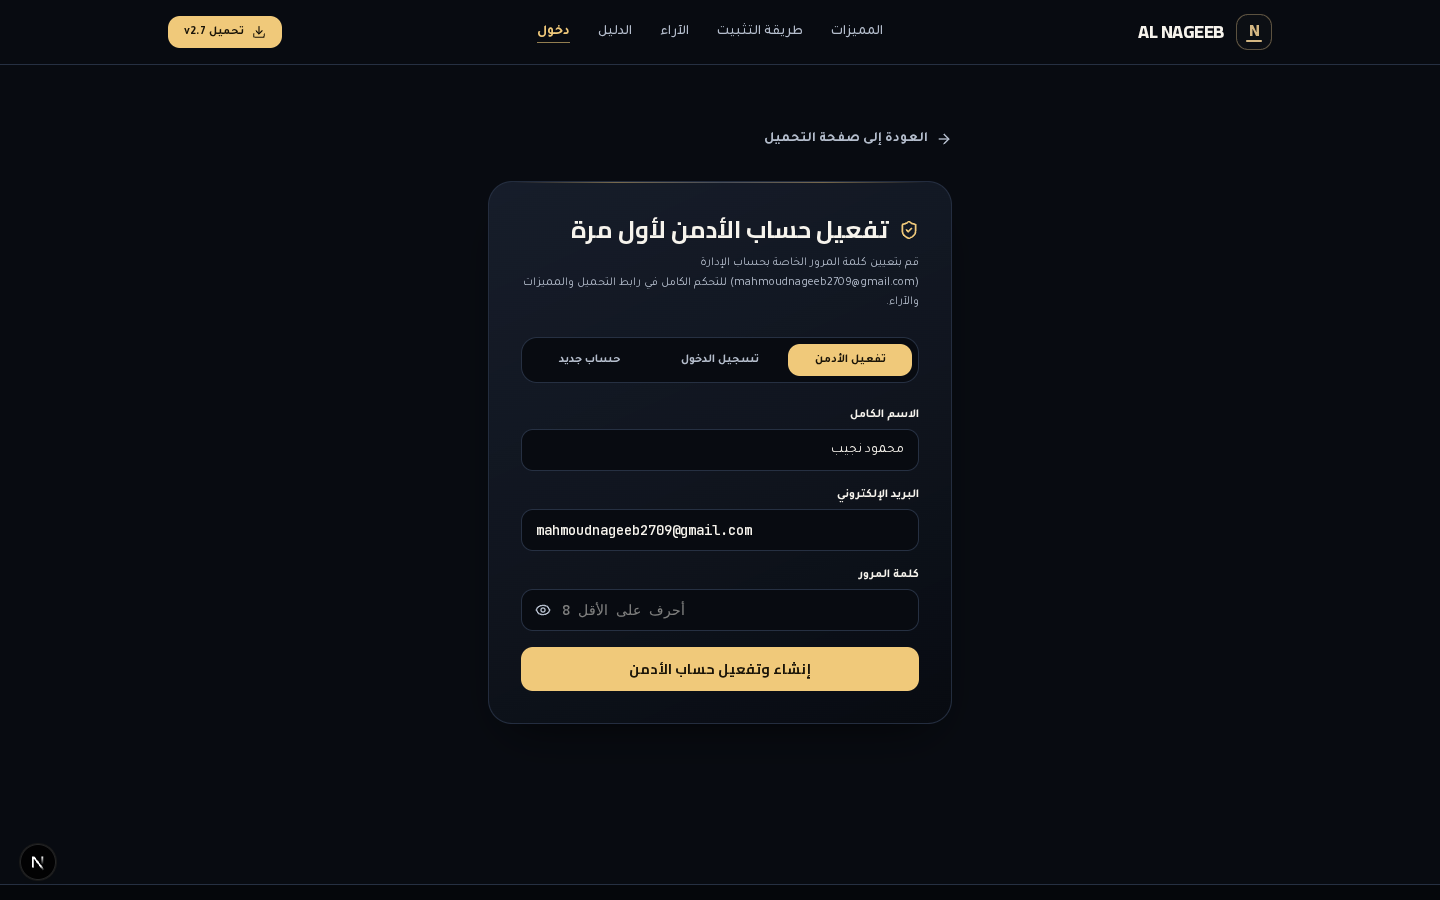 N
AL NAGEEB
المميزات
طريقة التثبيت
الآراء
الدليل
دخول
تحميل v2.7
العودة إلى صفحة التحميل
تفعيل حساب الأدمن لأول مرة
قم بتعيين كلمة المرور الخاصة بحساب الإدارة
(mahmoudnageeb2709@gmail.com) للتحكم الكامل في رابط التحميل والمميزات
والآراء.
تفعيل الأدمن
تسجيل الدخول
حساب جديد
الاسم الكامل
محمود نجيب
البريد الإلكتروني
mahmoudnageeb2709@gmail.com
كلمة المرور
8 أحرف على الأقل
إنشاء وتفعيل حساب الأدمن
N